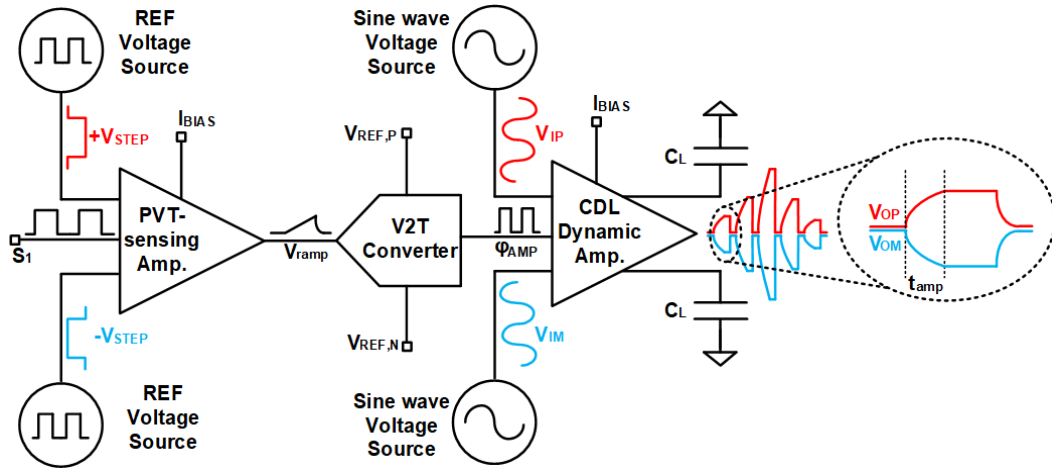 REF
Voltage
Source
+VSTEP
IBIAS
S1
PVT-
sensing
Amp.
-VSTEP
REF
Voltage
Source
Vramp
VREF,P
V2T
Converter
VREF,N
φAMP
Sine wave
Voltage
Source
VIP
IBIAS
CDL
Dynamic
Amp.
VIM
Sine wave
Voltage
Source
CL
CL
VOP
VOM
tamp